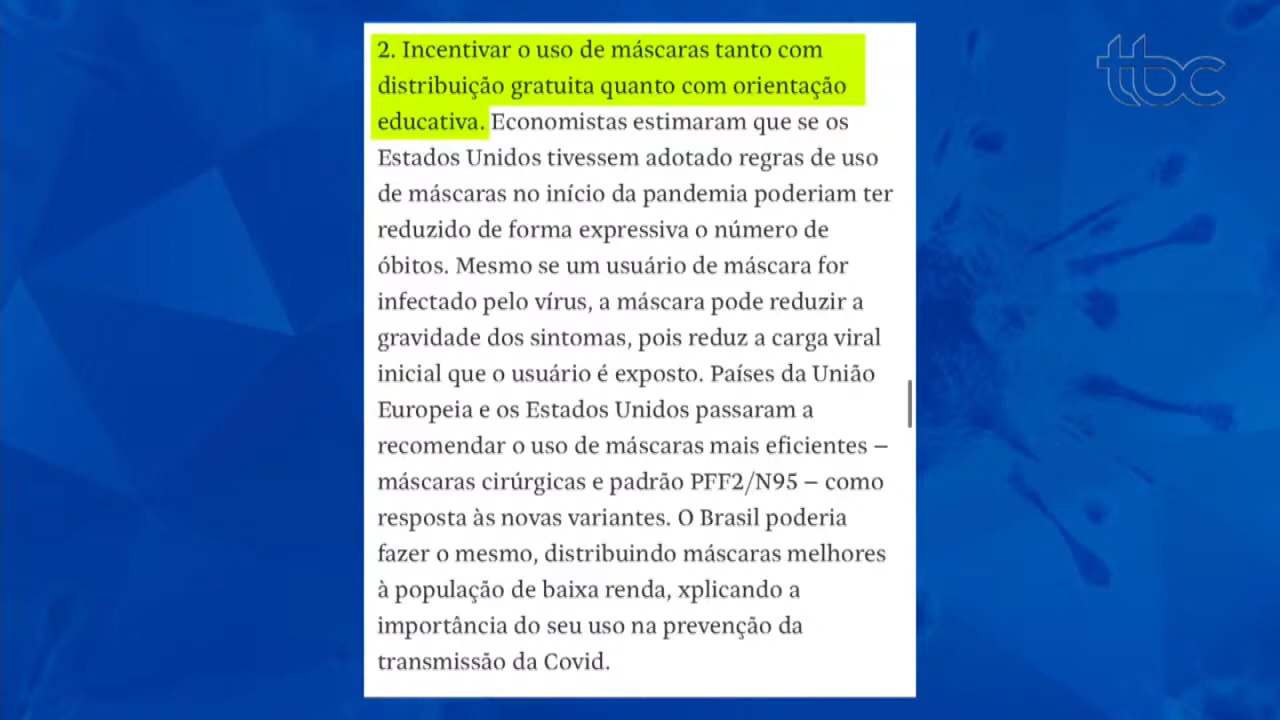 2. Incentivar o uso de máscaras tanto com
distribuição gratuita quanto com orientação
educativa. Economistas estimaram que se os
Estados Unidos tivessem adotado regras de uso
de máscaras no início da pandemia poderiam ter
reduzido de forma expressiva o número de
óbitos. Mesmo se um usuário de máscara for
infectado pelo vírus, a máscara pode reduzir a
gravidade dos sintomas, pois reduz a carga viral
inicial que o usuário é exposto. Países da União
Europeia e os Estados Unidos passaram a
recomendar o uso de máscaras mais eficientes –
máscaras cirúrgicas e padrão PFF2/N95 – como
resposta às novas variantes. O Brasil poderia
fazer o mesmo, distribuindo máscaras melhores
à população de baixa renda, xplicando a
importância do seu uso na prevenção da
transmissão da Covid.
tbc